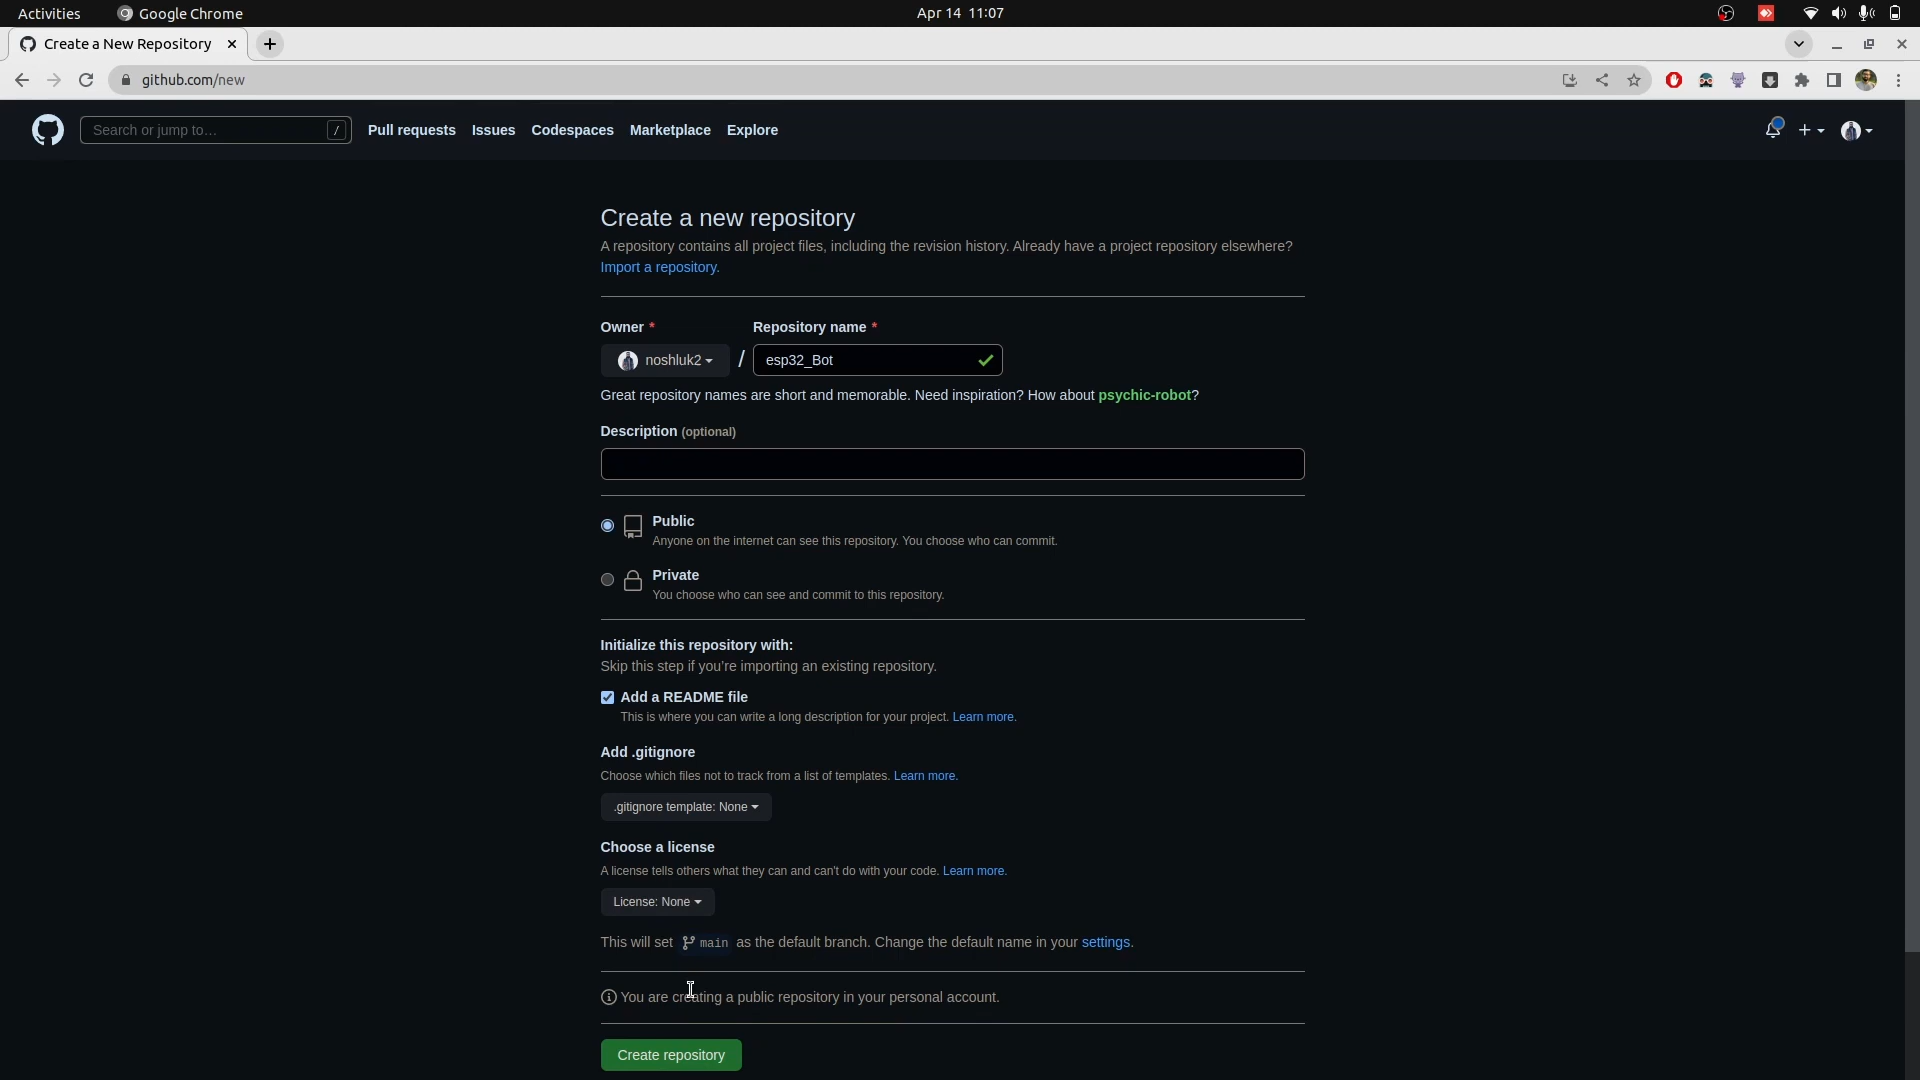 Activities
Google Chrome
Apr 14 11:07
Create a New Repository
github.com/new
Search or jump to…
/
Pull requests
Issues
Codespaces
Marketplace
Explore
Create a new repository
A repository contains all project files, including the revision history. Already have a project repository elsewhere?
Import a repository.
Owner *
Repository name *
noshluk2
/
esp32_Bot
Great repository names are short and memorable. Need inspiration? How about psychic-robot?
Description (optional)
Public
Anyone on the internet can see this repository. You choose who can commit.
Private
You choose who can see and commit to this repository.
Initialize this repository with:
Skip this step if you're importing an existing repository.
Add a README file
This is where you can write a long description for your project. Learn more.
Add .gitignore
Choose which files not to track from a list of templates. Learn more.
.gitignore template: None
Choose a license
A license tells others what they can and can't do with your code. Learn more.
License: None
This will set main as the default branch. Change the default name in your settings.
You are creating a public repository in your personal account.
Create repository